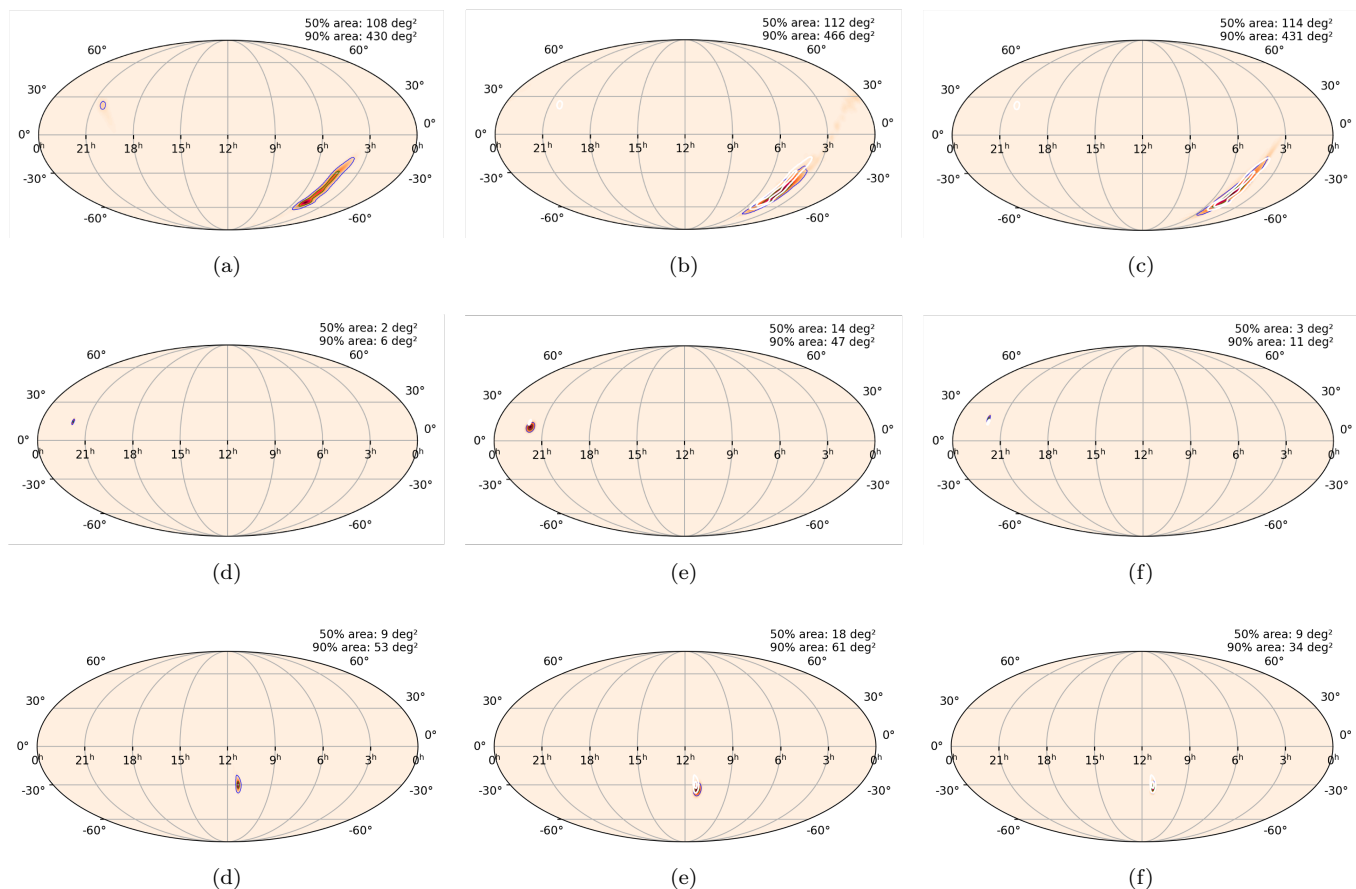 50% area: 108 deg²
90% area: 430 deg²
60° 60°
30° 30°
0° 0°
0ʰ 21ʰ 18ʰ 15ʰ 12ʰ 9ʰ 6ʰ 3ʰ 0ʰ
-30° -30°
-60° -60°
(a)
50% area: 112 deg²
90% area: 466 deg²
60° 60°
30° 30°
0° 0°
0ʰ 21ʰ 18ʰ 15ʰ 12ʰ 9ʰ 6ʰ 3ʰ 0ʰ
-30° -30°
-60° -60°
(b)
50% area: 114 deg²
90% area: 431 deg²
60° 60°
30° 30°
0° 0°
0ʰ 21ʰ 18ʰ 15ʰ 12ʰ 9ʰ 6ʰ 3ʰ 0ʰ
-30° -30°
-60° -60°
(c)
50% area: 2 deg²
90% area: 6 deg²
60° 60°
30° 30°
0° 0°
0ʰ 21ʰ 18ʰ 15ʰ 12ʰ 9ʰ 6ʰ 3ʰ 0ʰ
-30° -30°
-60° -60°
(d)
50% area: 14 deg²
90% area: 47 deg²
60° 60°
30° 30°
0° 0°
0ʰ 21ʰ 18ʰ 15ʰ 12ʰ 9ʰ 6ʰ 3ʰ 0ʰ
-30° -30°
-60° -60°
(e)
50% area: 3 deg²
90% area: 11 deg²
60° 60°
30° 30°
0° 0°
0ʰ 21ʰ 18ʰ 15ʰ 12ʰ 9ʰ 6ʰ 3ʰ 0ʰ
-30° -30°
-60° -60°
(f)
50% area: 9 deg²
90% area: 53 deg²
60° 60°
30° 30°
0° 0°
0ʰ 21ʰ 18ʰ 15ʰ 12ʰ 9ʰ 6ʰ 3ʰ 0ʰ
-30° -30°
-60° -60°
(d)
50% area: 18 deg²
90% area: 61 deg²
60° 60°
30° 30°
0° 0°
0ʰ 21ʰ 18ʰ 15ʰ 12ʰ 9ʰ 6ʰ 3ʰ 0ʰ
-30° -30°
-60° -60°
(e)
50% area: 9 deg²
90% area: 34 deg²
60° 60°
30° 30°
0° 0°
0ʰ 21ʰ 18ʰ 15ʰ 12ʰ 9ʰ 6ʰ 3ʰ 0ʰ
-30° -30°
-60° -60°
(f)